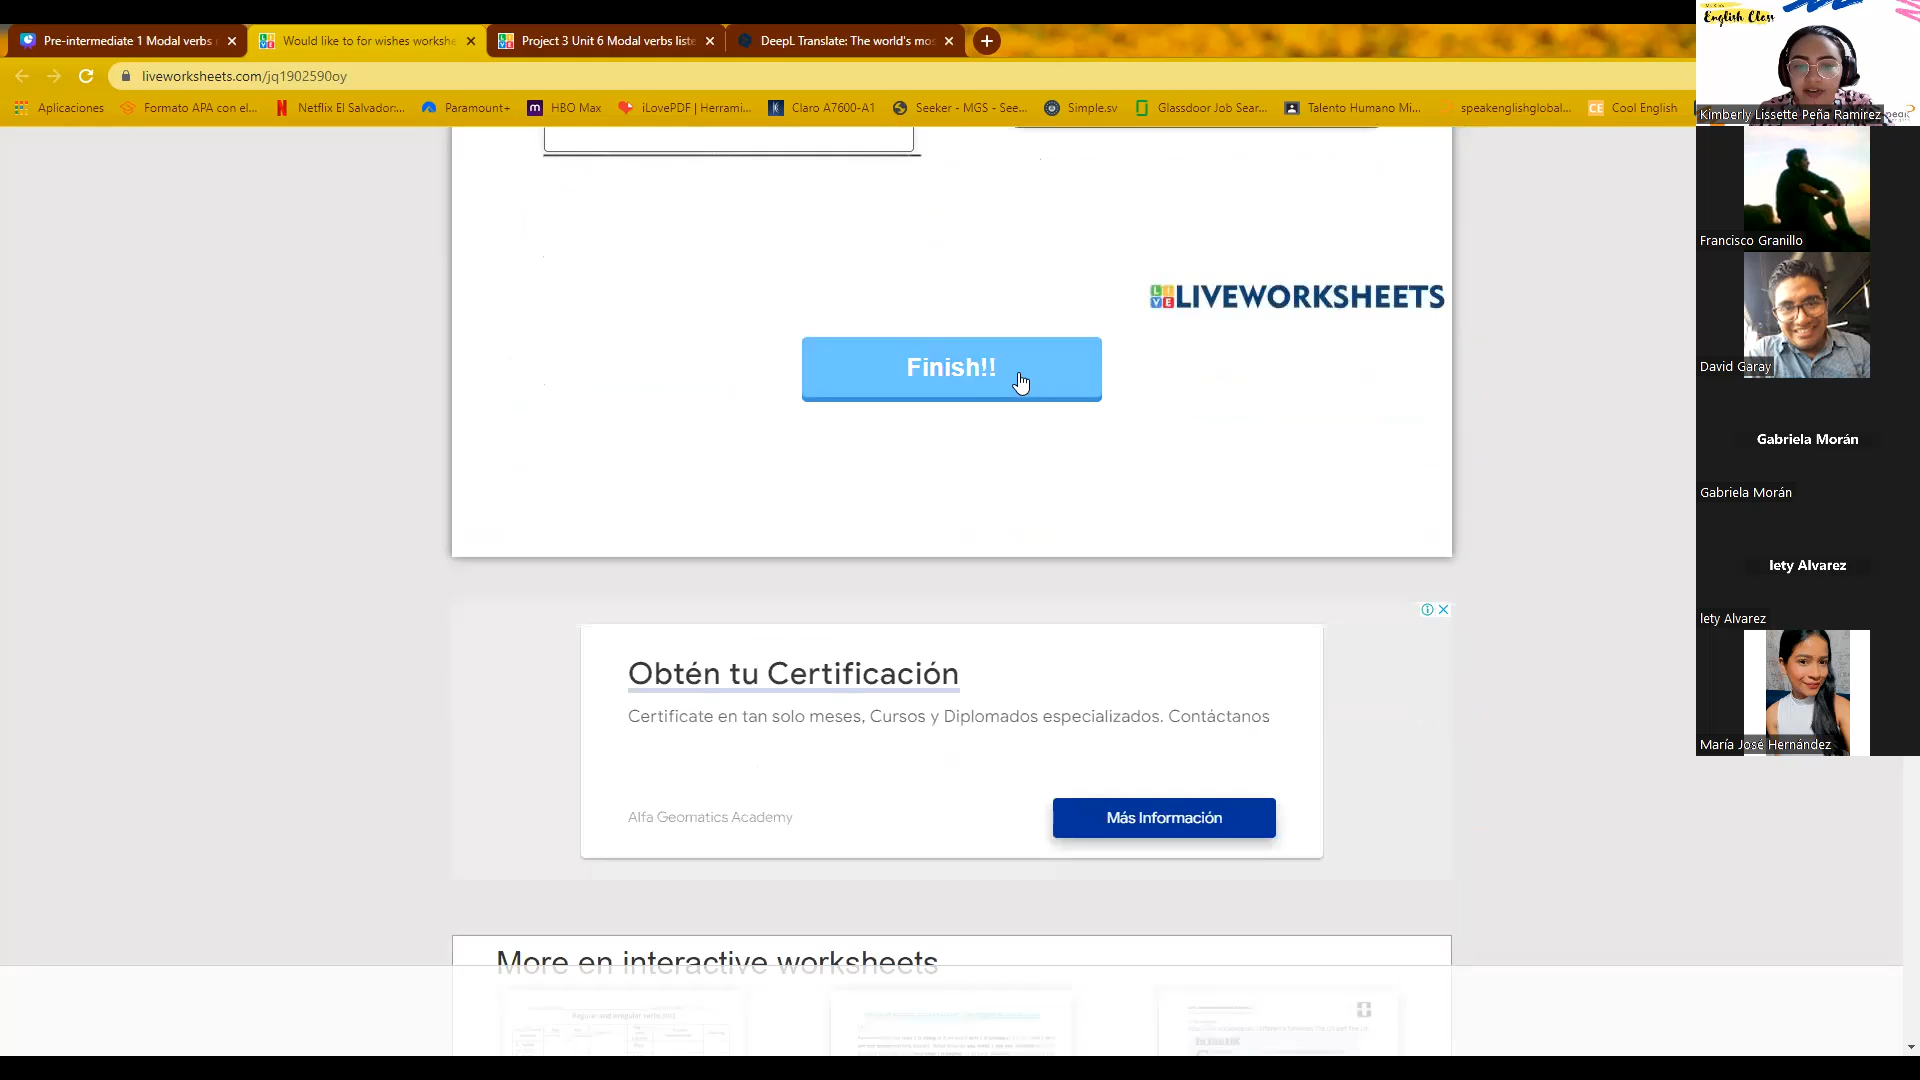 Pre-intermediate 1 Modal verbs
Would like to for wishes workshe
Project 3 Unit 6 Modal verbs liste
DeepL Translate: The world's mos
liveworksheets.com/jq1902590oy
Aplicaciones
Formato APA con el...
Netflix El Salvador:...
Paramount+
HBO Max
iLovePDF | Herrami...
Claro A7600-A1
Seeker - MGS - See...
Simple.sv
Glassdoor Job Sear...
Talento Humano Mi...
speakenglishglobal...
Cool English
English Class
Kimberly Lissette Peña Ramirez
Francisco Granillo
David Garay
Gabriela Morán
Gabriela Morán
lety Alvarez
lety Alvarez
María José Hernández
LIVEWORKSHEETS
Finish!!
Obtén tu Certificación
Certificate en tan solo meses, Cursos y Diplomados especializados. Contáctanos
Alfa Geomatics Academy
Más Información
More en interactive worksheets
Regular and irregular verbs